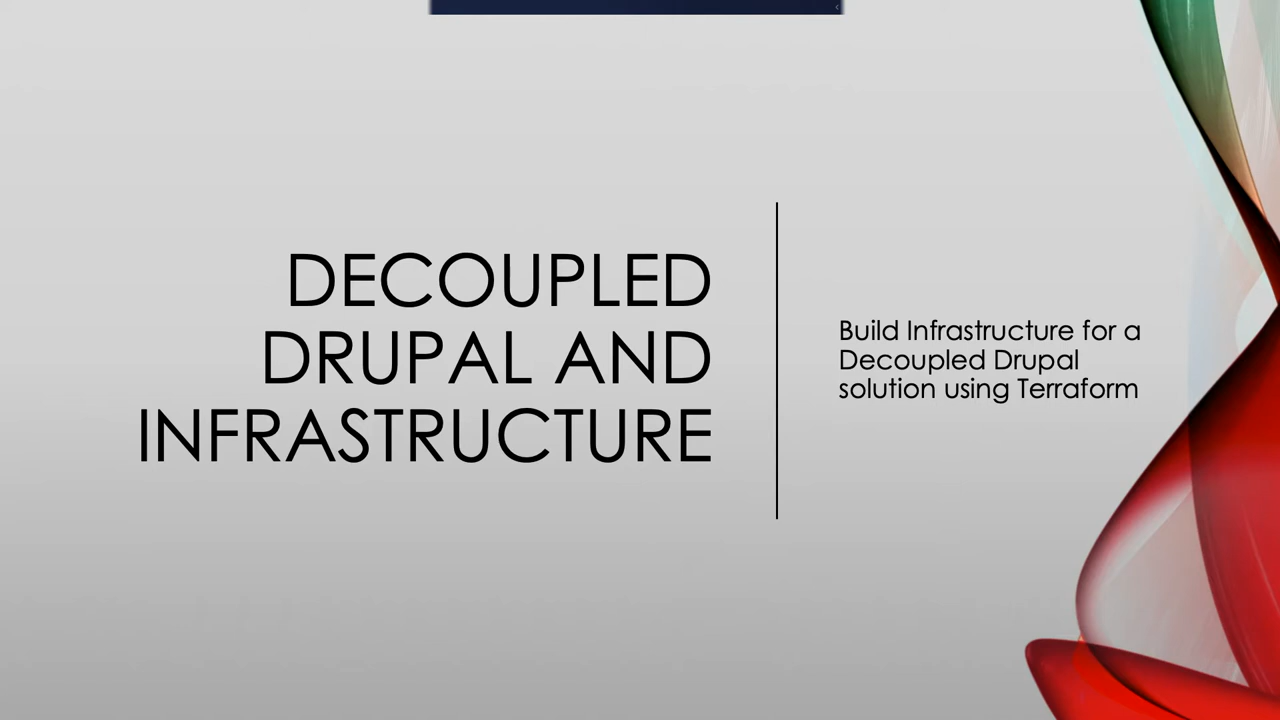 DECOUPLED
DRUPAL AND
INFRASTRUCTURE
Build Infrastructure for a
Decoupled Drupal
solution using Terraform